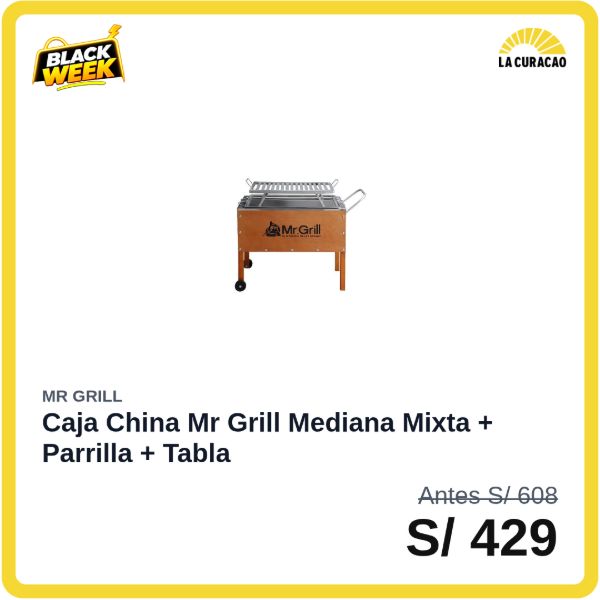 BLACK
WEEK
LA CURACAO
Mr.Grill
MR GRILL
Caja China Mr Grill Mediana Mixta +
Parrilla + Tabla
Antes S/ 608
S/ 429